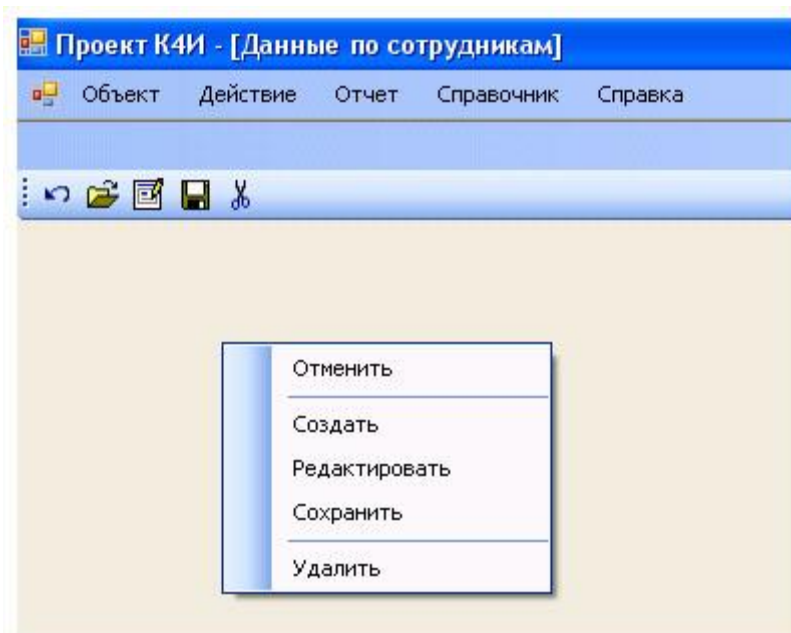 Проект К4И - [Данные по сотрудникам]
Объект Действие Отчет Справочник Справка
Отменить
Создать
Редактировать
Сохранить
Удалить